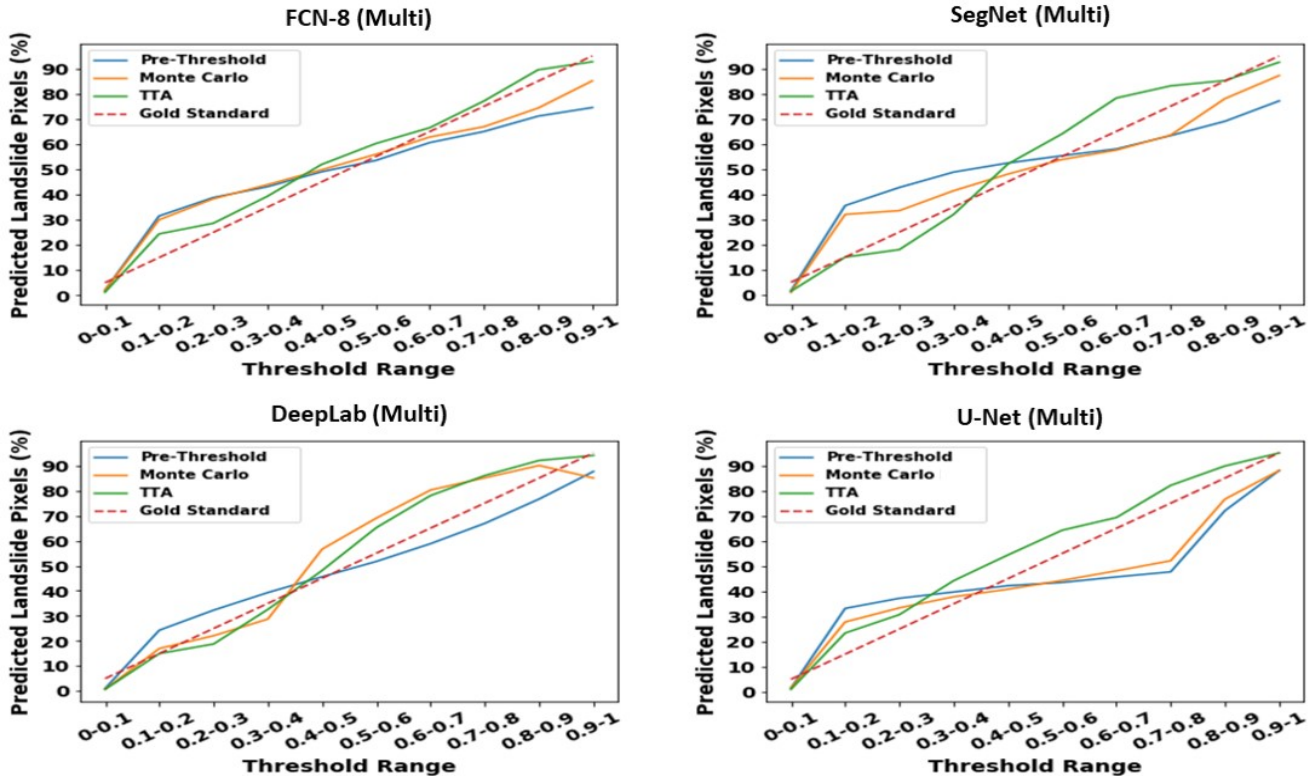 FCN-8 (Multi)
Predicted Landslide Pixels (%)
90
80
70
60
50
40
30
20
10
0
Pre-Threshold
Monte Carlo
TTA
Gold Standard
0-0.1
0.1-0.2
0.2-0.3
0.3-0.4
0.4-0.5
0.5-0.6
0.6-0.7
0.7-0.8
0.8-0.9
0.9-1
Threshold Range
SegNet (Multi)
Predicted Landslide Pixels (%)
90
80
70
60
50
40
30
20
10
0
Pre-Threshold
Monte Carlo
TTA
Gold Standard
0-0.1
0.1-0.2
0.2-0.3
0.3-0.4
0.4-0.5
0.5-0.6
0.6-0.7
0.7-0.8
0.8-0.9
0.9-1
Threshold Range
DeepLab (Multi)
Predicted Landslide Pixels (%)
90
80
70
60
50
40
30
20
10
0
Pre-Threshold
Monte Carlo
TTA
Gold Standard
0-0.1
0.1-0.2
0.2-0.3
0.3-0.4
0.4-0.5
0.5-0.6
0.6-0.7
0.7-0.8
0.8-0.9
0.9-1
Threshold Range
U-Net (Multi)
Predicted Landslide Pixels (%)
90
80
70
60
50
40
30
20
10
0
Pre-Threshold
Monte Carlo
TTA
Gold Standard
0-0.1
0.1-0.2
0.2-0.3
0.3-0.4
0.4-0.5
0.5-0.6
0.6-0.7
0.7-0.8
0.8-0.9
0.9-1
Threshold Range